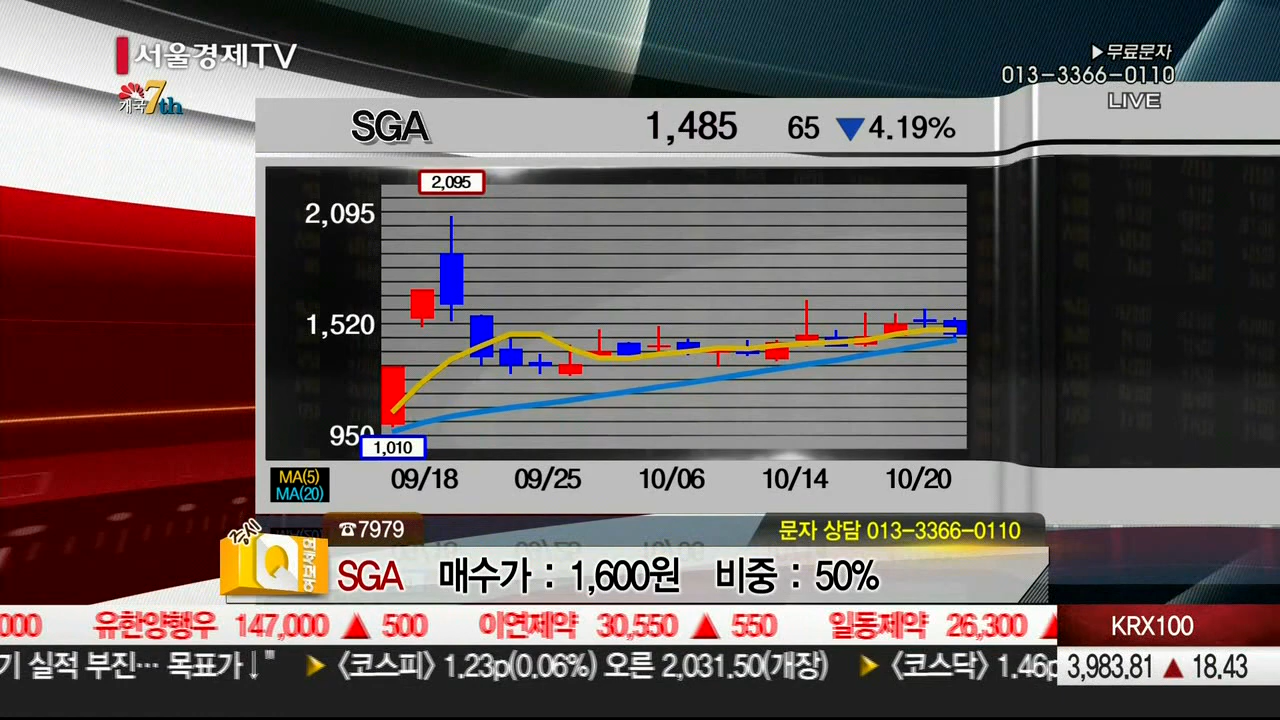 서울경제TV
개국 7th
▶무료문자
013-3366-0110
LIVE
SGA 1,485 65 ▼4.19%
2,095
2,095
1,520
950
1,010
09/18 09/25 10/06 10/14 10/20
MA(5)
MA(20)
증시
Q
☎7979
문자 상담 013-3366-0110
SGA 매수가 : 1,600원 비중 : 50%
000 유한양행우 147,000 ▲ 500 이연제약 30,550 ▲ 550 일동제약 26,300 ▲
KRX100
기 실적 부진… 목표가↓" ▶〈코스피〉1.23p(0.06%) 오른 2,031.50(개장) ▶〈코스닥〉1.46p
3,983.81 ▲ 18.43